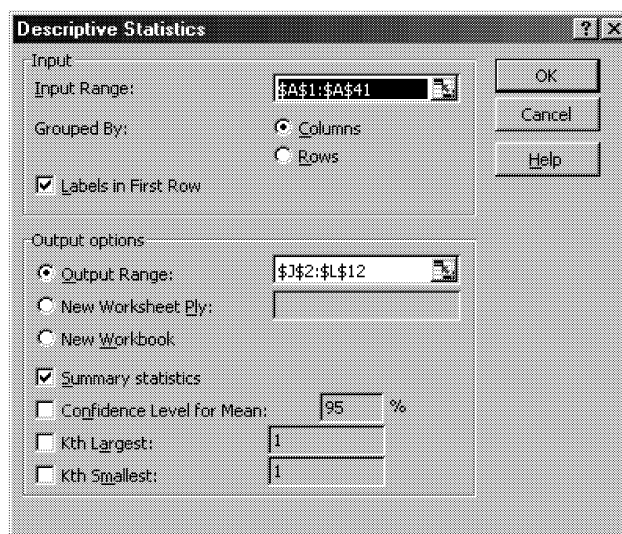 Descriptive Statistics
Input
Input Range:
$A$1:$A$41
OK
Cancel
Help
Grouped By:
Columns
Rows
Labels in First Row
Output options
Output Range:
$J$2:$L$12
New Worksheet Ply:
New Workbook
Summary statistics
Confidence Level for Mean:
95
%
Kth Largest:
1
Kth Smallest:
1